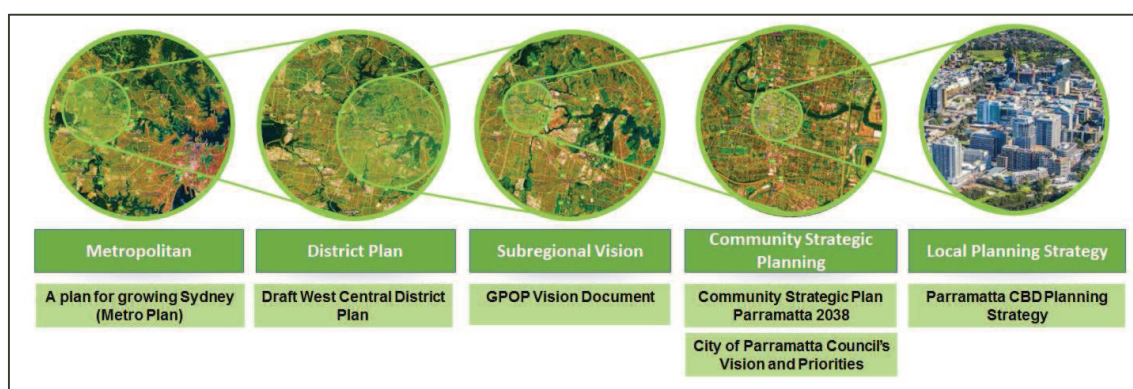 Metropolitan
A plan for growing Sydney
(Metro Plan)
District Plan
Draft West Central District
Plan
Subregional Vision
GPOP Vision Document
Community Strategic
Planning
Community Strategic Plan
Parramatta 2038
City of Parramatta Council's
Vision and Priorities
Local Planning Strategy
Parramatta CBD Planning
Strategy